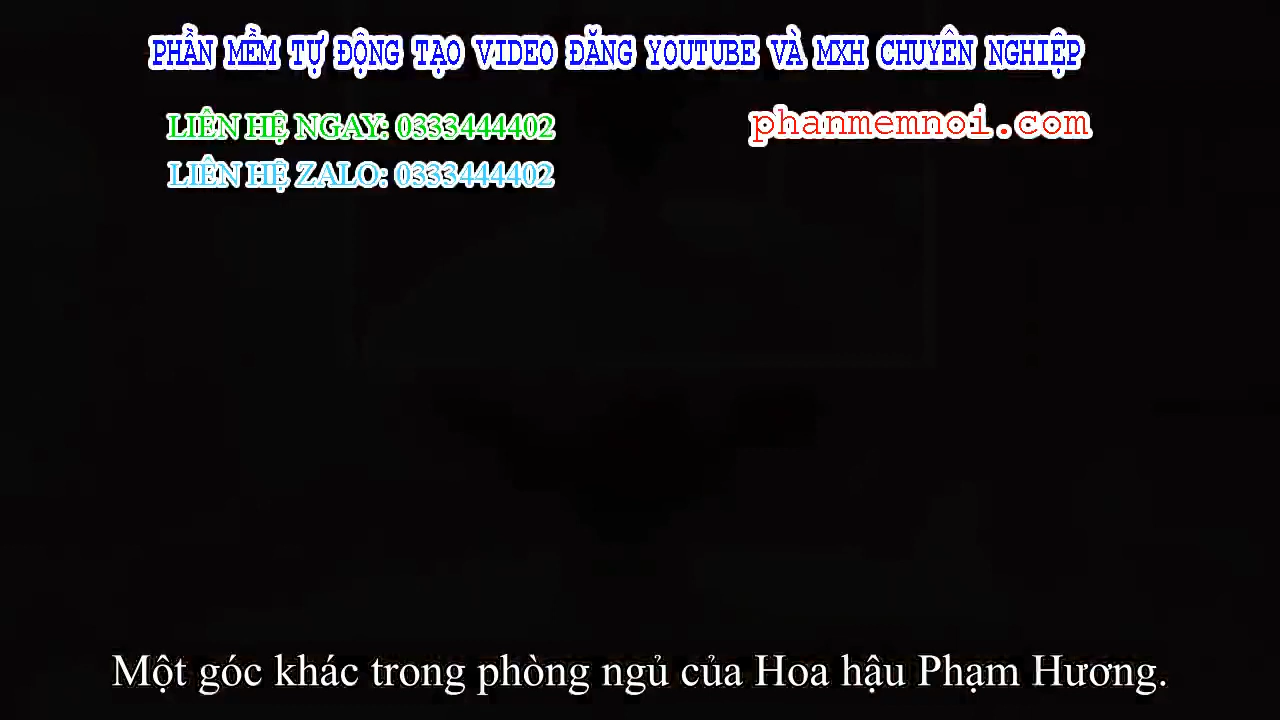 PHẦN MỀM TỰ ĐỘNG TẠO VIDEO ĐĂNG YOUTUBE VÀ MXH CHUYÊN NGHIỆP
LIÊN HỆ NGAY: 0333444402
phanmemnoi.com
LIÊN HỆ ZALO: 0333444402
Một góc khác trong phòng ngủ của Hoa hậu Phạm Hương.